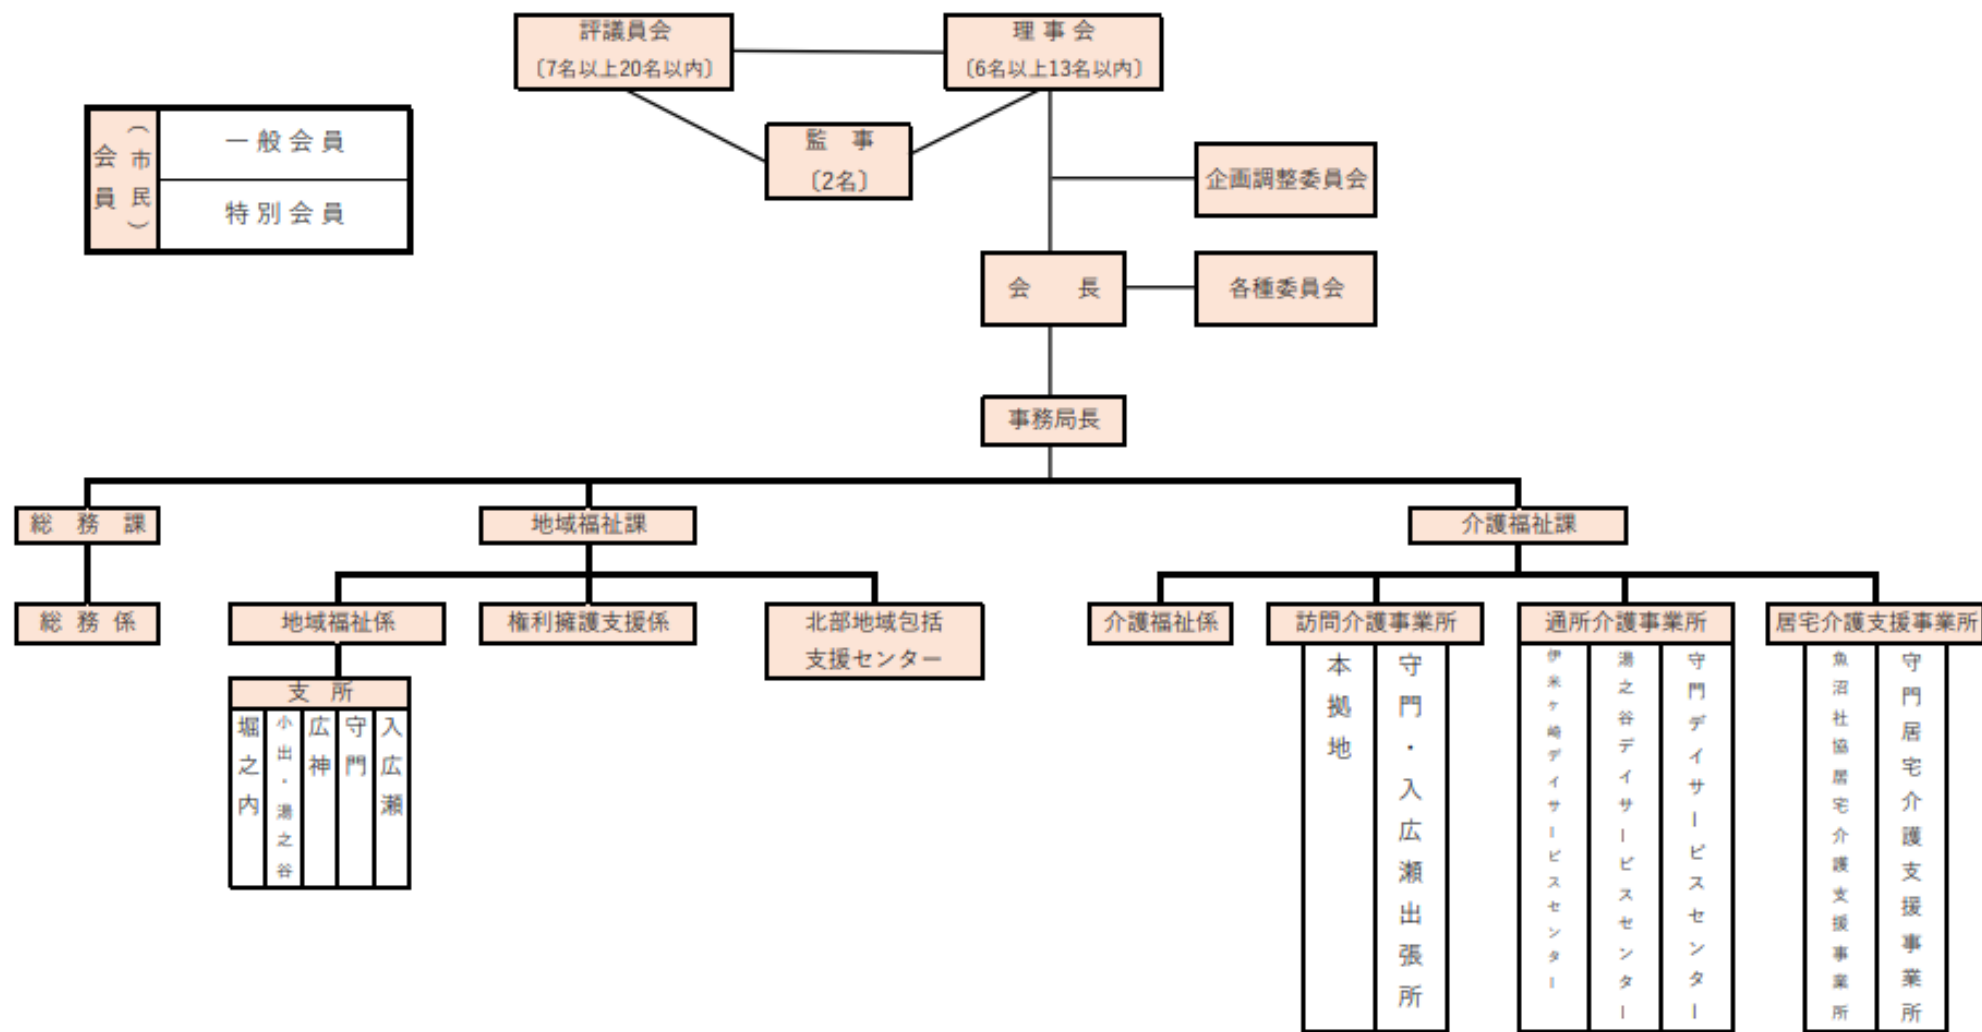 評議員会
〔7名以上20名以内〕
理事会
〔6名以上13名以内〕
監　事
〔2名〕
会員
（市民）
一般会員
特別会員
企画調整委員会
会　長
各種委員会
事務局長
総務課
地域福祉課
介護福祉課
総務係
地域福祉係
権利擁護支援係
北部地域包括
支援センター
介護福祉係
訪問介護事業所
通所介護事業所
居宅介護支援事業所
支　所
堀之内
小出・湯之谷
広神
守門
入広瀬
本拠地
守門・入広瀬出張所
伊米ケ崎デイサービスセンター
湯之谷デイサービスセンター
守門デイサービスセンター
魚沼社協居宅介護支援事業所
守門居宅介護支援事業所